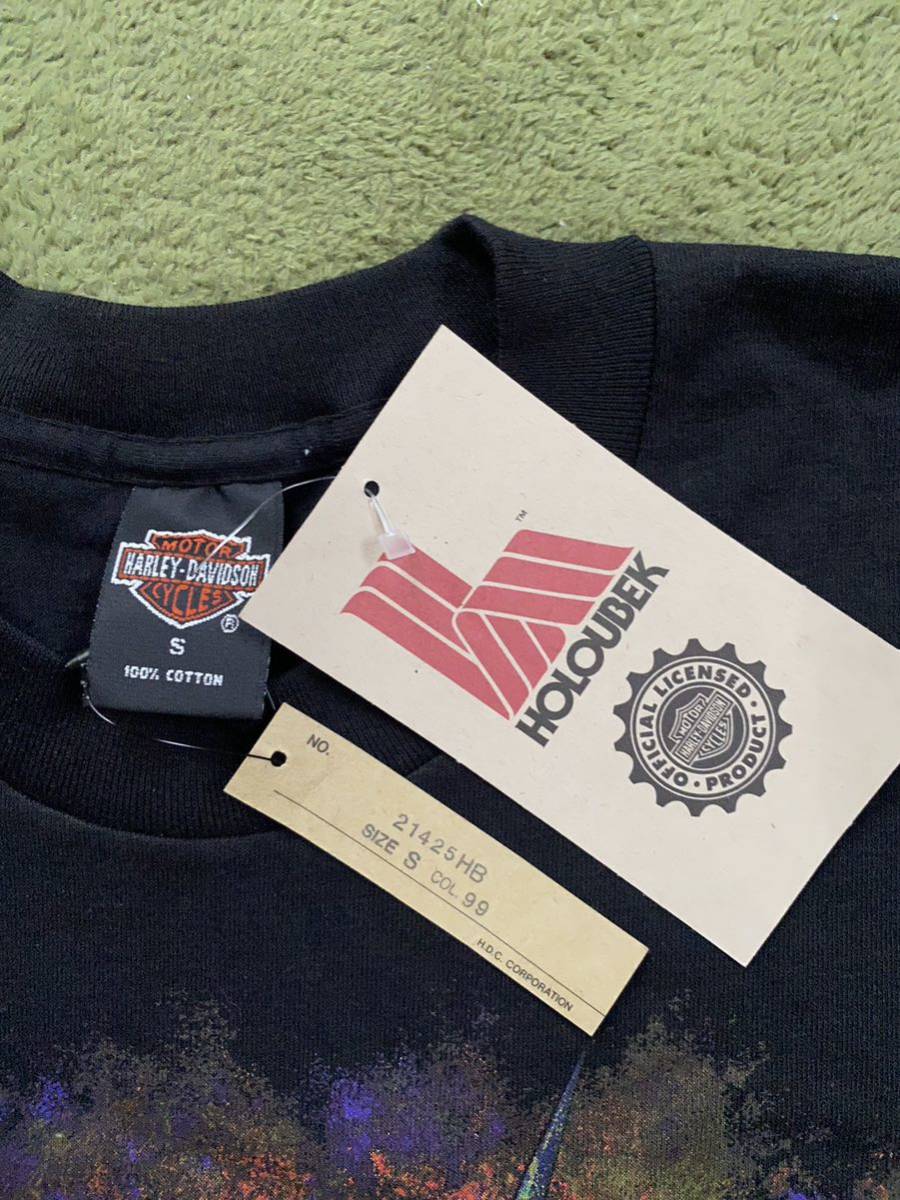 MOTOR
HARLEY-DAVIDSON
CYCLES
®
S
100% COTTON
™
HOLOUBEK
OFFICIAL LICENSED
• PRODUCT •
MOTOR
HARLEY-DAVIDSON
CYCLES
NO.
21425HB
SIZE S COL. 99
H.D.C. CORPORATION